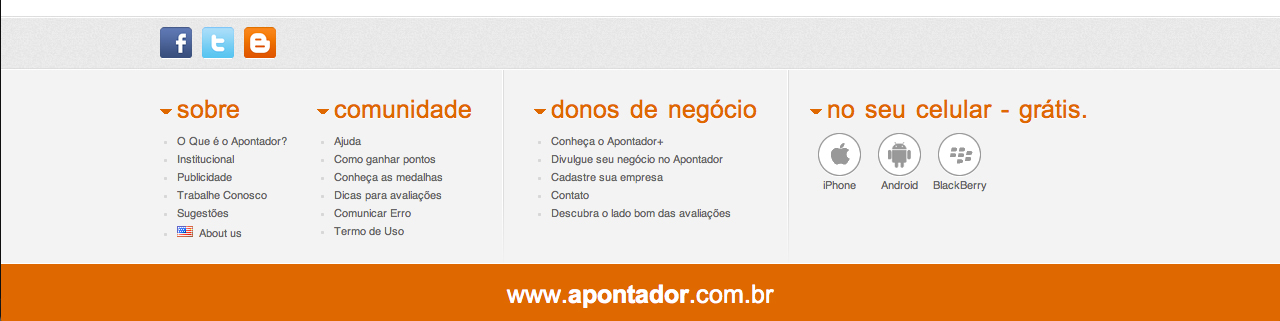 sobre
O Que é o Apontador?
Institucional
Publicidade
Trabalhe Conosco
Sugestões
About us
comunidade
Ajuda
Como ganhar pontos
Conheça as medalhas
Dicas para avaliações
Comunicar Erro
Termo de Uso
donos de negócio
Conheça o Apontador+
Divulgue seu negócio no Apontador
Cadastre sua empresa
Contato
Descubra o lado bom das avaliações
no seu celular - grátis.
iPhone
Android
BlackBerry
www.apontador.com.br